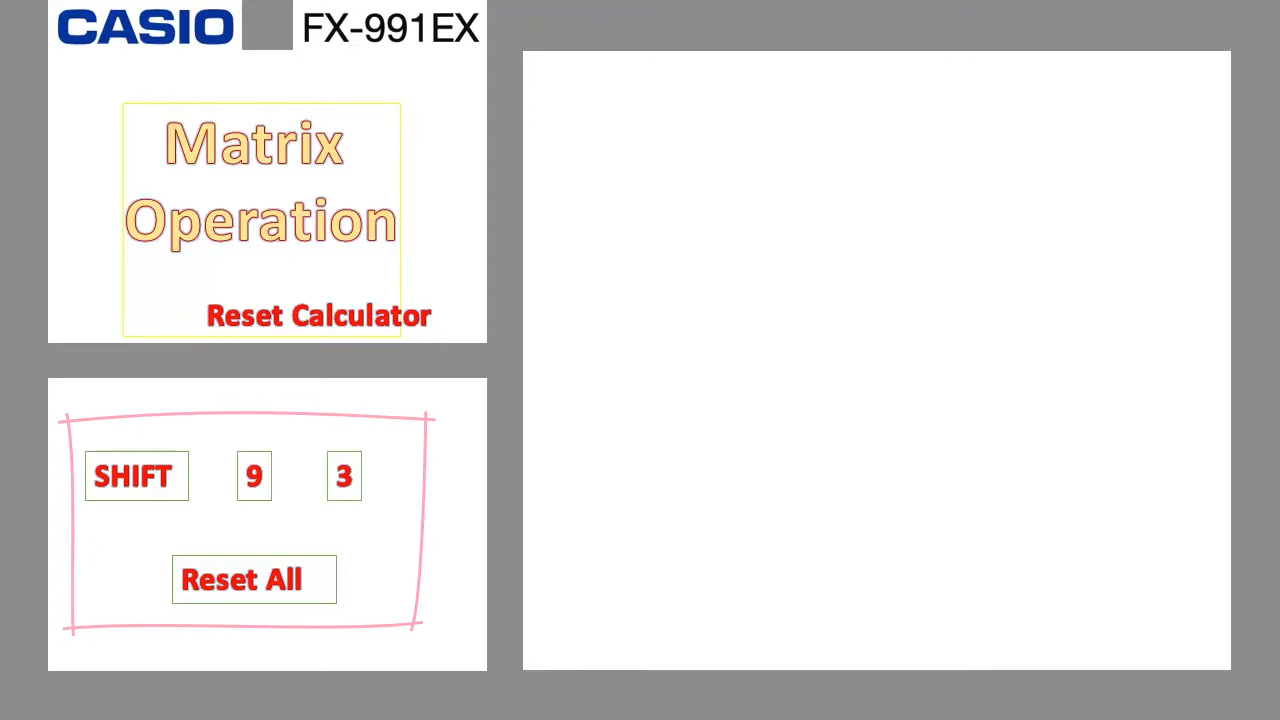 CASIO FX-991EX
Matrix
Operation
Reset Calculator
SHIFT 9 3
Reset All